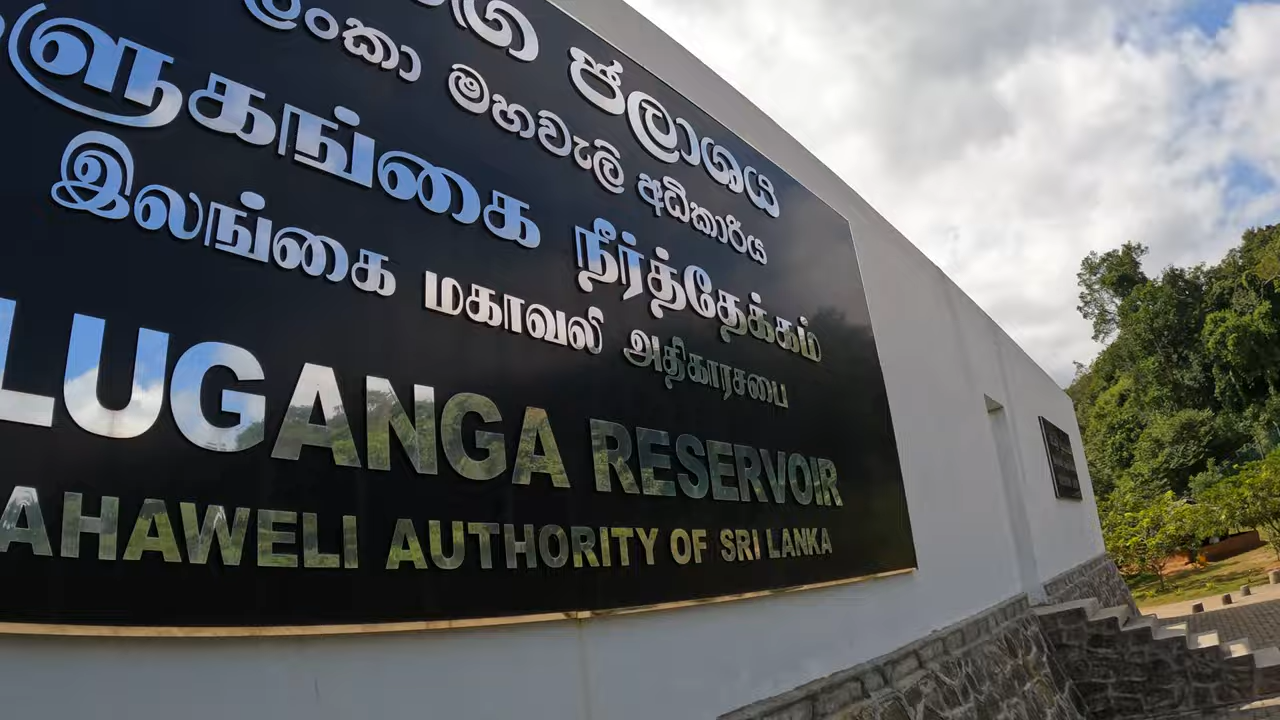 ජලාශය
ලංකා මහවැලි අධිකාරිය
ளுகங்கை நீர்த்தேக்கம்
இலங்கை மகாவலி அதிகாரசபை
LUGANGA RESERVOIR
AHAWELI AUTHORITY OF SRI LANKA